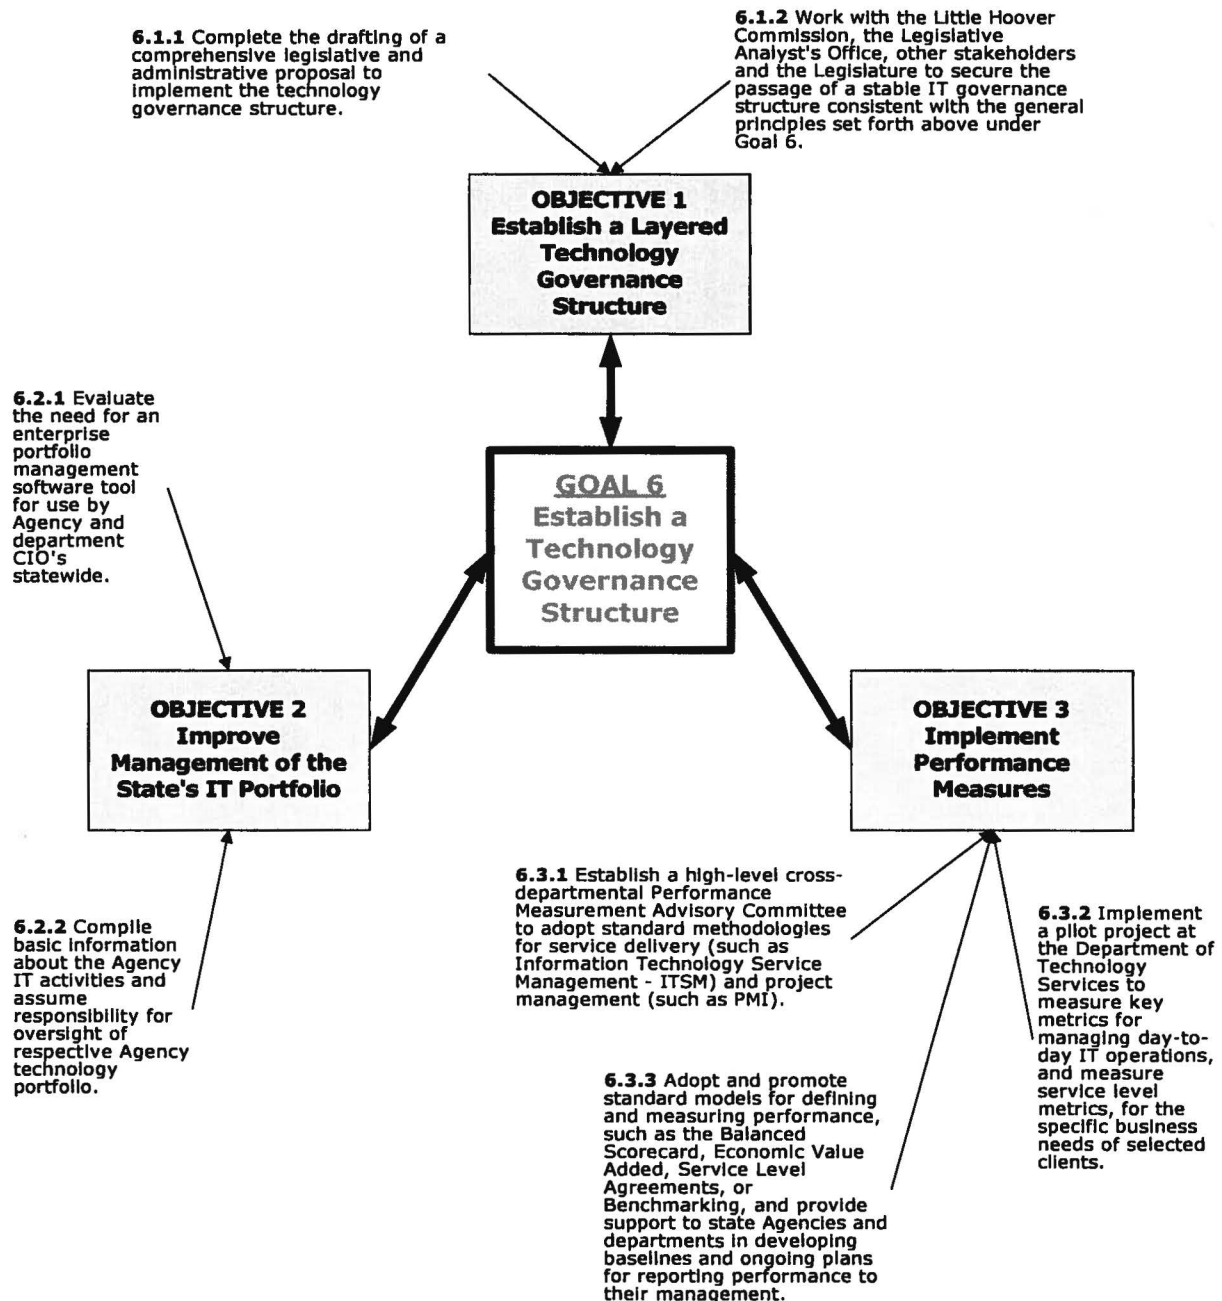 6.1.1 Complete the drafting of a
comprehensive legislative and
administrative proposal to
implement the technology
governance structure.
6.1.2 Work with the Little Hoover
Commission, the Legislative
Analyst's Office, other stakeholders
and the Legislature to secure the
passage of a stable IT governance
structure consistent with the general
principles set forth above under
Goal 6.
OBJECTIVE 1
Establish a Layered
Technology
Governance
Structure
6.2.1 Evaluate
the need for an
enterprise
portfolio
management
software tool
for use by
Agency and
department
CIO's
statewide.
GOAL 6
Establish a
Technology
Governance
Structure
OBJECTIVE 2
Improve
Management of the
State's IT Portfolio
OBJECTIVE 3
Implement
Performance
Measures
6.2.2 Compile
basic information
about the Agency
IT activities and
assume
responsibility for
oversight of
respective Agency
technology
portfolio.
6.3.1 Establish a high-level cross-
departmental Performance
Measurement Advisory Committee
to adopt standard methodologies
for service delivery (such as
Information Technology Service
Management - ITSM) and project
management (such as PMI).
6.3.2 Implement
a pilot project at
the Department of
Technology
Services to
measure key
metrics for
managing day-to-
day IT operations,
and measure
service level
metrics, for the
specific business
needs of selected
clients.
6.3.3 Adopt and promote
standard models for defining
and measuring performance,
such as the Balanced
Scorecard, Economic Value
Added, Service Level
Agreements, or
Benchmarking, and provide
support to state Agencies and
departments in developing
baselines and ongoing plans
for reporting performance to
their management.